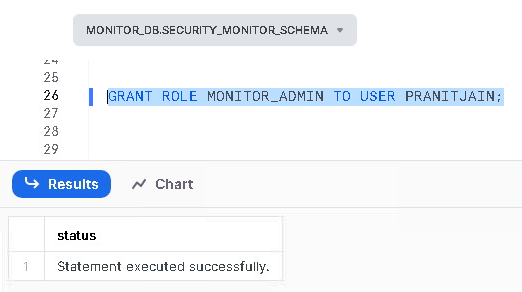 MONITOR_DB.SECURITY_MONITOR_SCHEMA
24
25
26 GRANT ROLE MONITOR_ADMIN TO USER PRANITJAIN;
27
28
29
Results Chart
status
1 Statement executed successfully.